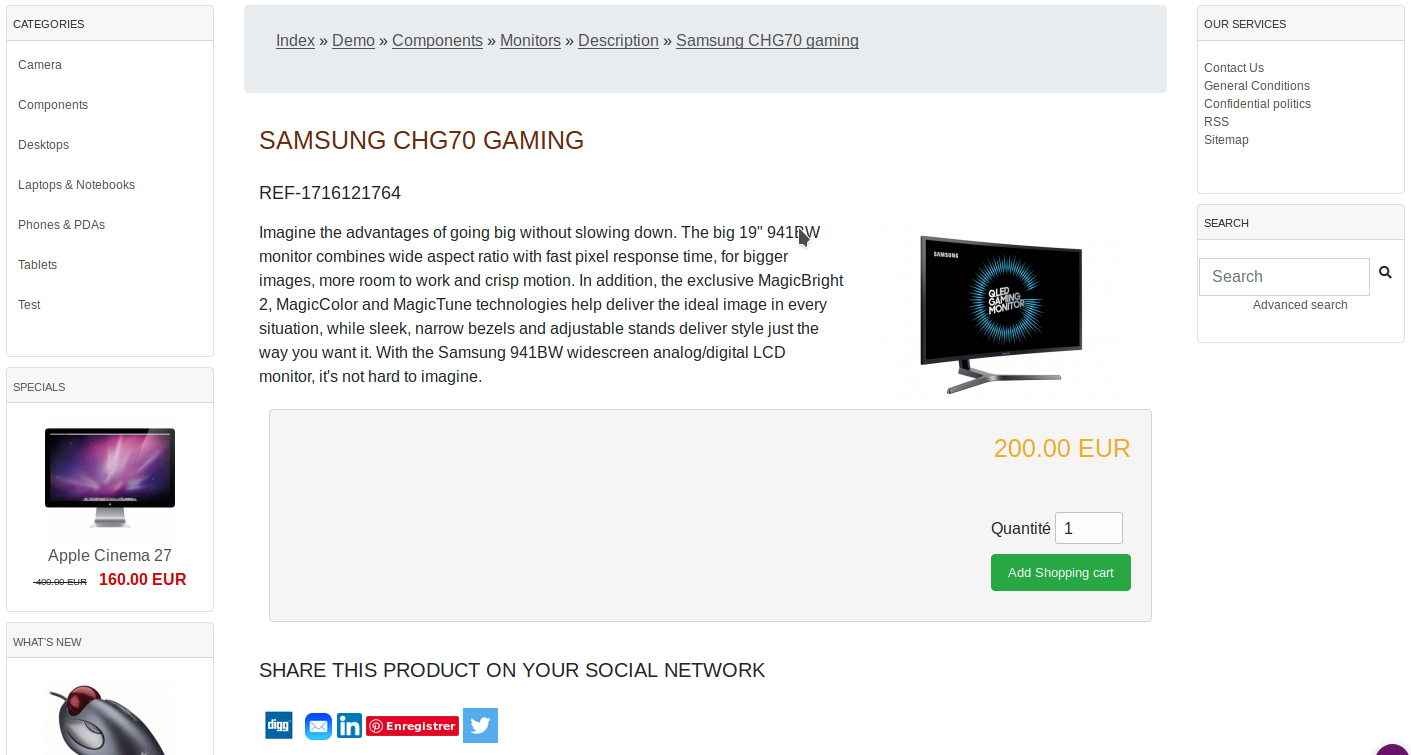 CATEGORIES
Camera
Components
Desktops
Laptops & Notebooks
Phones & PDAs
Tablets
Test
SPECIALS
Apple Cinema 27
400.00 EUR 160.00 EUR
WHAT'S NEW
Index » Demo » Components » Monitors » Description » Samsung CHG70 gaming
SAMSUNG CHG70 GAMING
REF-1716121764
Imagine the advantages of going big without slowing down. The big 19" 941BW
monitor combines wide aspect ratio with fast pixel response time, for bigger
images, more room to work and crisp motion. In addition, the exclusive MagicBright
2, MagicColor and MagicTune technologies help deliver the ideal image in every
situation, while sleek, narrow bezels and adjustable stands deliver style just the
way you want it. With the Samsung 941BW widescreen analog/digital LCD
monitor, it's not hard to imagine.
SAMSUNG
QLED
GAMING
MONITOR
200.00 EUR
Quantité 1
Add Shopping cart
SHARE THIS PRODUCT ON YOUR SOCIAL NETWORK
digg
in
Enregistrer
OUR SERVICES
Contact Us
General Conditions
Confidential politics
RSS
Sitemap
SEARCH
Search
Advanced search